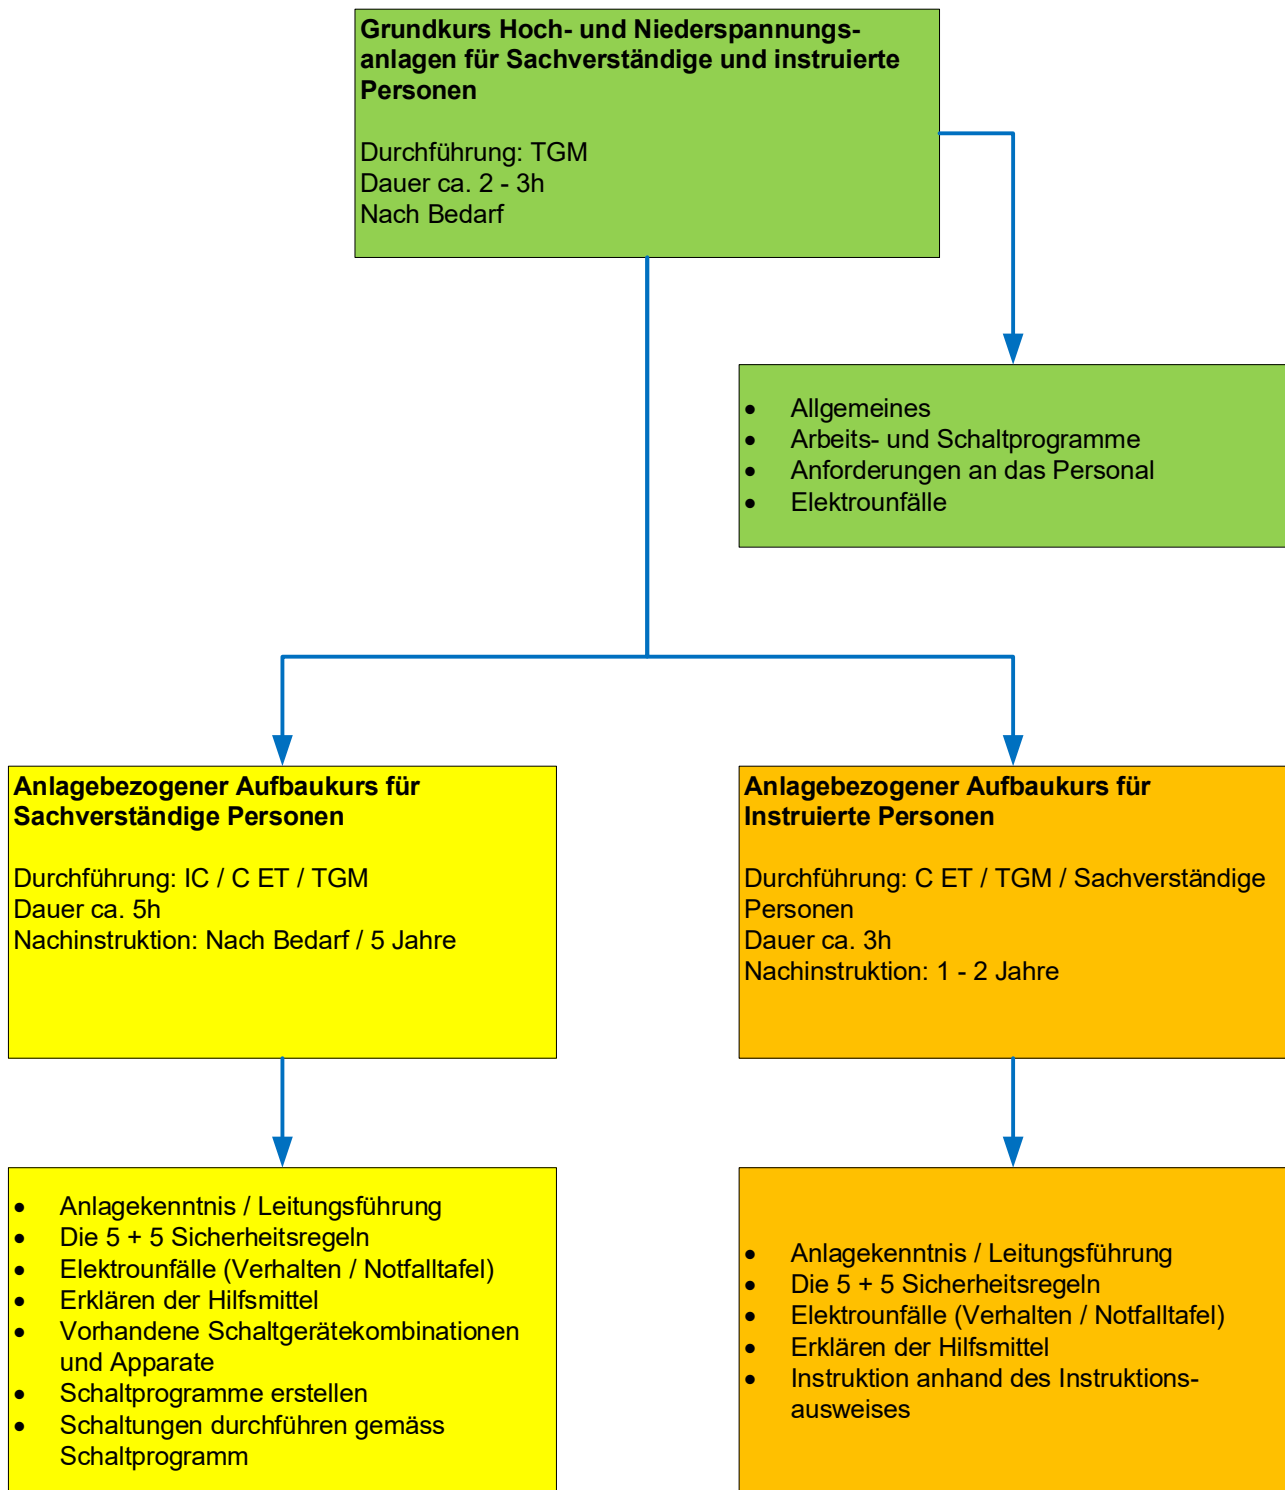 Grundkurs Hoch- und Niederspannungs-
anlagen für Sachverständige und instruierte
Personen
Durchführung: TGM
Dauer ca. 2 - 3h
Nach Bedarf
• Allgemeines
• Arbeits- und Schaltprogramme
• Anforderungen an das Personal
• Elektrounfälle
Anlagebezogener Aufbaukurs für
Sachverständige Personen
Durchführung: IC / C ET / TGM
Dauer ca. 5h
Nachinstruktion: Nach Bedarf / 5 Jahre
Anlagebezogener Aufbaukurs für
Instruierte Personen
Durchführung: C ET / TGM / Sachverständige
Personen
Dauer ca. 3h
Nachinstruktion: 1 - 2 Jahre
• Anlagekenntnis / Leitungsführung
• Die 5 + 5 Sicherheitsregeln
• Elektrounfälle (Verhalten / Notfalltafel)
• Erklären der Hilfsmittel
• Vorhandene Schaltgerätekombinationen
und Apparate
• Schaltprogramme erstellen
• Schaltungen durchführen gemäss
Schaltprogramm
• Anlagekenntnis / Leitungsführung
• Die 5 + 5 Sicherheitsregeln
• Elektrounfälle (Verhalten / Notfalltafel)
• Erklären der Hilfsmittel
• Instruktion anhand des Instruktions-
ausweises